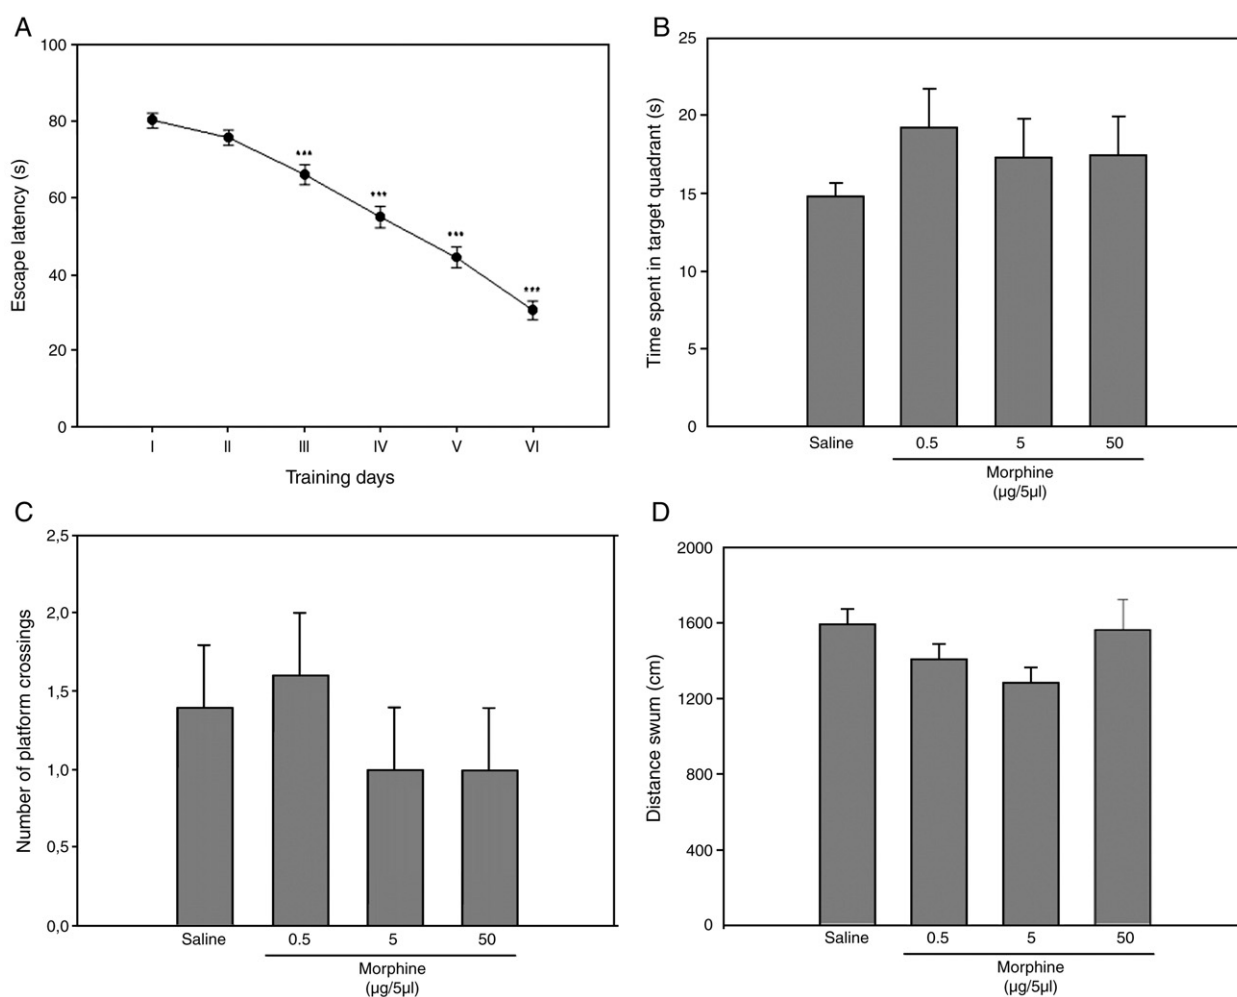 A
Escape latency (s)
100
80
60
40
20
0
***
***
***
***
I II III IV V VI
Training days
B
Time spent in target quadrant (s)
25
20
15
10
5
0
Saline 0.5 5 50
Morphine
(µg/5µl)
C
Number of platform crossings
2,5
2,0
1,5
1,0
0,5
0,0
Saline 0.5 5 50
Morphine
(µg/5µl)
D
Distance swum (cm)
2000
1600
1200
800
400
0
Saline 0.5 5 50
Morphine
(µg/5µl)